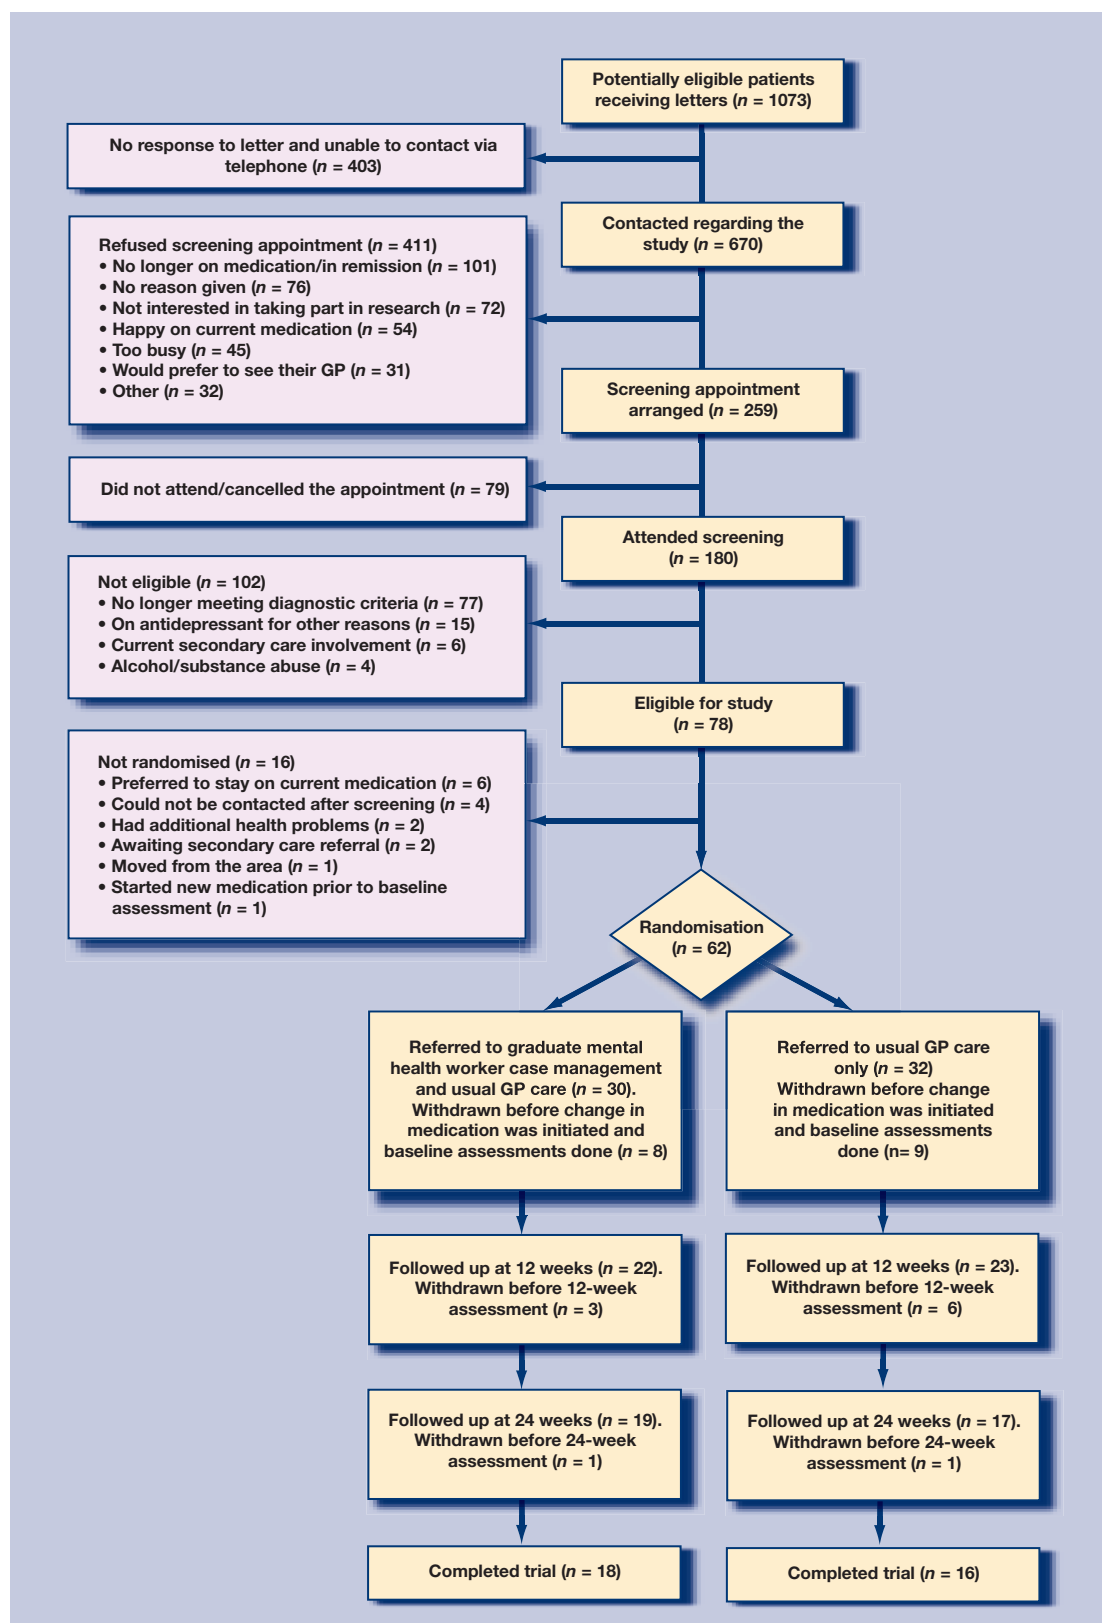 Potentially eligible patients
receiving letters (n = 1073)
No response to letter and unable to contact via
telephone (n = 403)
Contacted regarding the
study (n = 670)
Refused screening appointment (n = 411)
• No longer on medication/in remission (n = 101)
• No reason given (n = 76)
• Not interested in taking part in research (n = 72)
• Happy on current medication (n = 54)
• Too busy (n = 45)
• Would prefer to see their GP (n = 31)
• Other (n = 32)
Screening appointment
arranged (n = 259)
Did not attend/cancelled the appointment (n = 79)
Attended screening
(n = 180)
Not eligible (n = 102)
• No longer meeting diagnostic criteria (n = 77)
• On antidepressant for other reasons (n = 15)
• Current secondary care involvement (n = 6)
• Alcohol/substance abuse (n = 4)
Eligible for study
(n = 78)
Not randomised (n = 16)
• Preferred to stay on current medication (n = 6)
• Could not be contacted after screening (n = 4)
• Had additional health problems (n = 2)
• Awaiting secondary care referral (n = 2)
• Moved from the area (n = 1)
• Started new medication prior to baseline
assessment (n = 1)
Randomisation
(n = 62)
Referred to graduate mental
health worker case management
and usual GP care (n = 30).
Withdrawn before change in
medication was initiated and
baseline assessments done (n = 8)
Referred to usual GP care
only (n = 32)
Withdrawn before change
in medication was initiated
and baseline assessments
done (n= 9)
Followed up at 12 weeks (n = 22).
Withdrawn before 12-week
assessment (n = 3)
Followed up at 12 weeks (n = 23).
Withdrawn before 12-week
assessment (n =  6)
Followed up at 24 weeks (n = 19).
Withdrawn before 24-week
assessment (n = 1)
Followed up at 24 weeks (n = 17).
Withdrawn before 24-week
assessment (n = 1)
Completed trial (n = 18)
Completed trial (n = 16)